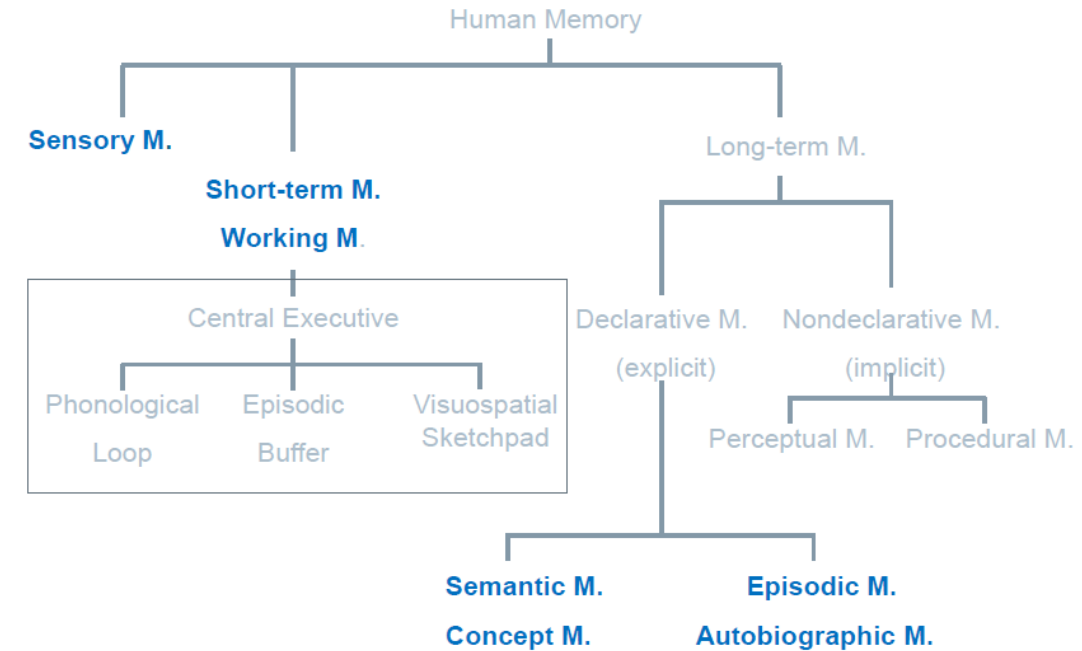 Human Memory
Sensory M.
Long-term M.
Short-term M.
Working M.
Central Executive
Declarative M.
(explicit)
Nondeclarative M.
(implicit)
Phonological
Loop
Episodic
Buffer
Visuospatial
Sketchpad
Perceptual M.
Procedural M.
Semantic M.
Concept M.
Episodic M.
Autobiographic M.